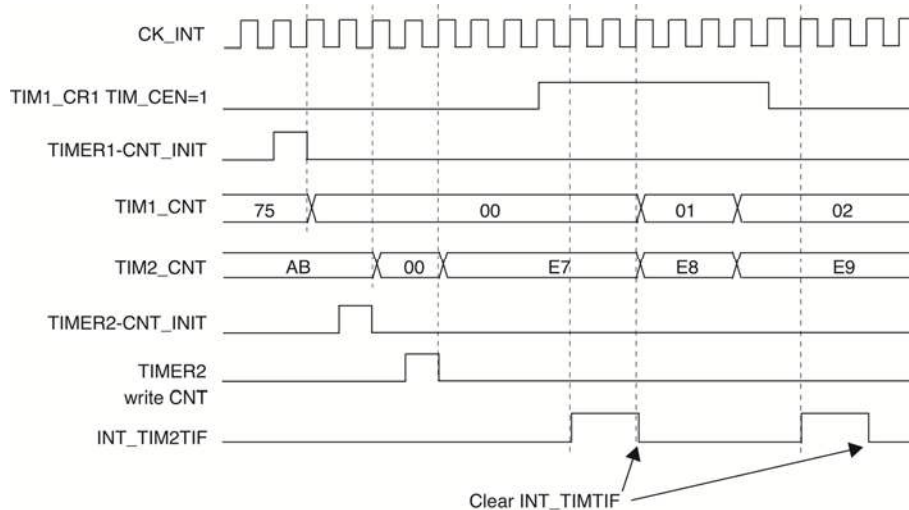 CK_INT
TIM1_CR1 TIM_CEN=1
TIMER1-CNT_INIT
TIM1_CNT
75 00 01 02
TIM2_CNT
AB 00 E7 E8 E9
TIMER2-CNT_INIT
TIMER2
write CNT
INT_TIM2TIF
Clear INT_TIMTIF